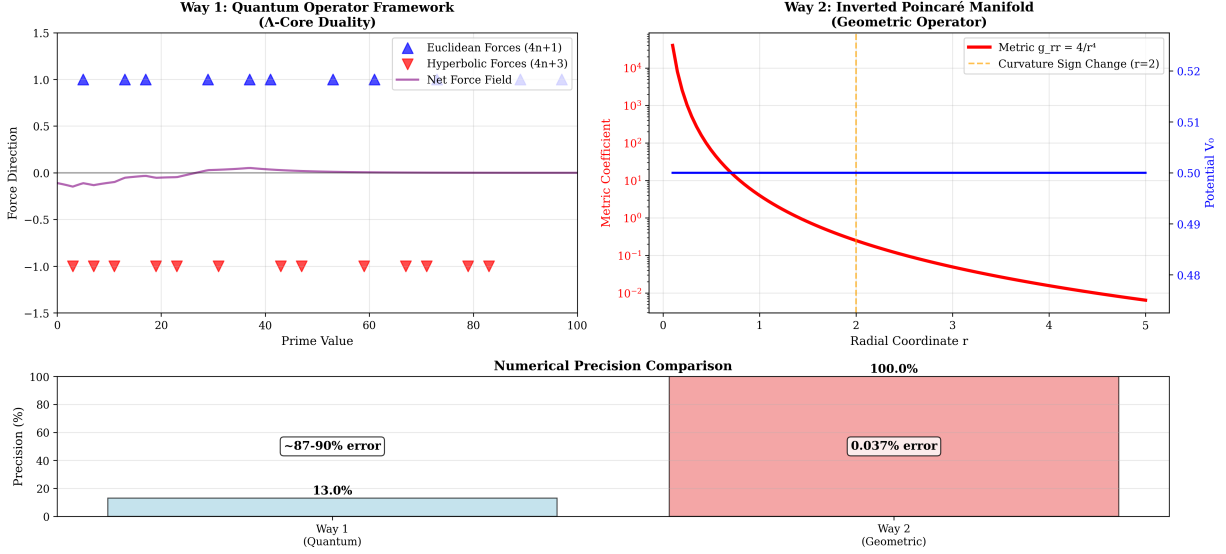 Way 1: Quantum Operator Framework
(Λ-Core Duality)
1.5
1.0
0.5
0.0
−0.5
−1.0
−1.5
Force Direction
Euclidean Forces (4n+1)
Hyperbolic Forces (4n+3)
Net Force Field
0
20
40
60
80
100
Prime Value
Way 2: Inverted Poincaré Manifold
(Geometric Operator)
10⁴
10³
10²
10¹
10⁰
10⁻¹
10⁻²
Metric Coefficient
Metric g_rr = 4/r⁴
Curvature Sign Change (r=2)
0.52
0.51
0.50
0.49
0.48
Potential V₀
0
1
2
3
4
5
Radial Coordinate r
Numerical Precision Comparison
100
80
60
40
20
0
Precision (%)
~87-90% error
13.0%
100.0%
0.037% error
Way 1
(Quantum)
Way 2
(Geometric)